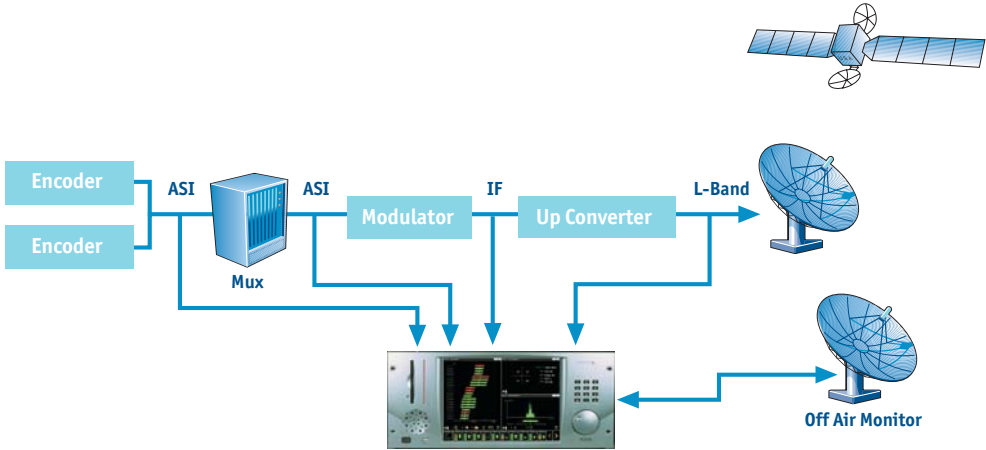 Encoder
Encoder
ASI
Mux
ASI
Modulator
IF
Up Converter
L-Band
Off Air Monitor